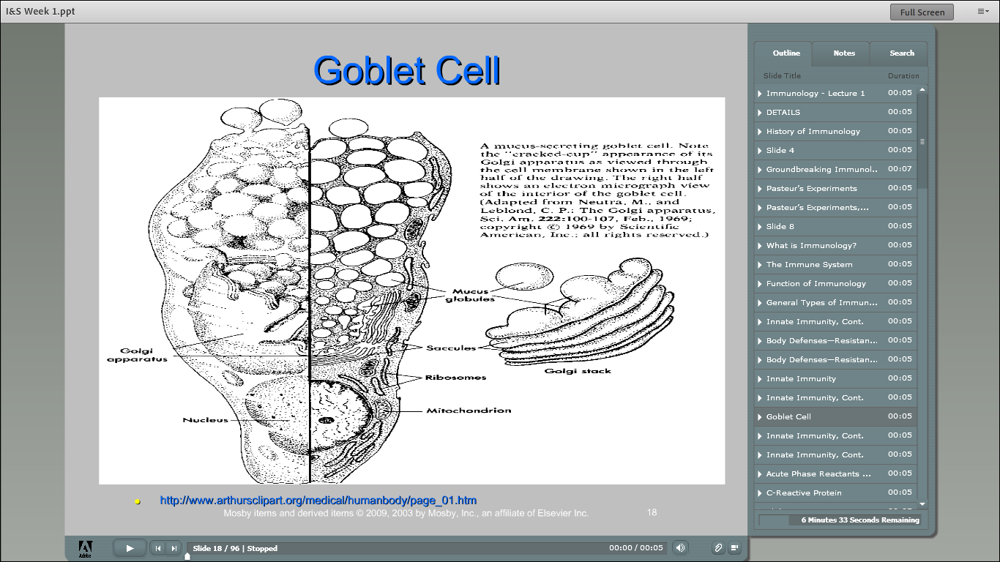 I&S Week 1.ppt
Full Screen
Goblet Cell
A mucus-secreting goblet cell. Note
the "cracked-cup" appearance of its
Golgi apparatus as viewed through
the cell membrane shown in the left
half of the drawing. The right half
shows an electron micrograph view
of the interior of the goblet cell.
(Adapted from Neutra, M., and
Leblond, C. P.: The Golgi apparatus,
Sci. Am. 222:100-107, Feb., 1969;
copyright © 1969 by Scientific
American, Inc.; all rights reserved.)
Mucus
globules
Golgi
apparatus
Saccules
Golgi stack
Ribosomes
Mitochondrion
Nucleus
http://www.arthursclipart.org/medical/humanbody/page_01.htm
Mosby items and derived items © 2009, 2003 by Mosby, Inc., an affiliate of Elsevier Inc.
18
Outline Notes Search
Slide Title Duration
Immunology - Lecture 1 00:05
DETAILS 00:05
History of Immunology 00:05
Slide 4 00:05
Groundbreaking Immunol.. 00:07
Pasteur's Experiments 00:05
Pasteur's Experiments,... 00:05
Slide 8 00:05
What is Immunology? 00:05
The Immune System 00:05
Function of Immunology 00:05
General Types of Immun... 00:05
Innate Immunity, Cont. 00:05
Body Defenses—Resistan... 00:05
Body Defenses—Resistan... 00:05
Innate Immunity 00:05
Innate Immunity, Cont. 00:05
Goblet Cell 00:05
Innate Immunity, Cont. 00:05
Innate Immunity, Cont. 00:05
Acute Phase Reactants ... 00:05
C-Reactive Protein 00:05
6 Minutes 33 Seconds Remaining
Adobe
Slide 18 / 96 | Stopped
00:00 / 00:05